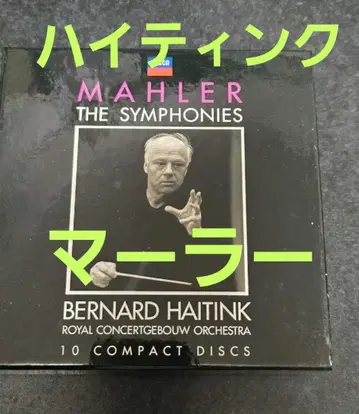 ハイティンク
DECCA
MAHLER
THE SYMPHONIES
マーラー
BERNARD HAITINK
ROYAL CONCERTGEBOUW ORCHESTRA
10 COMPACT DISCS